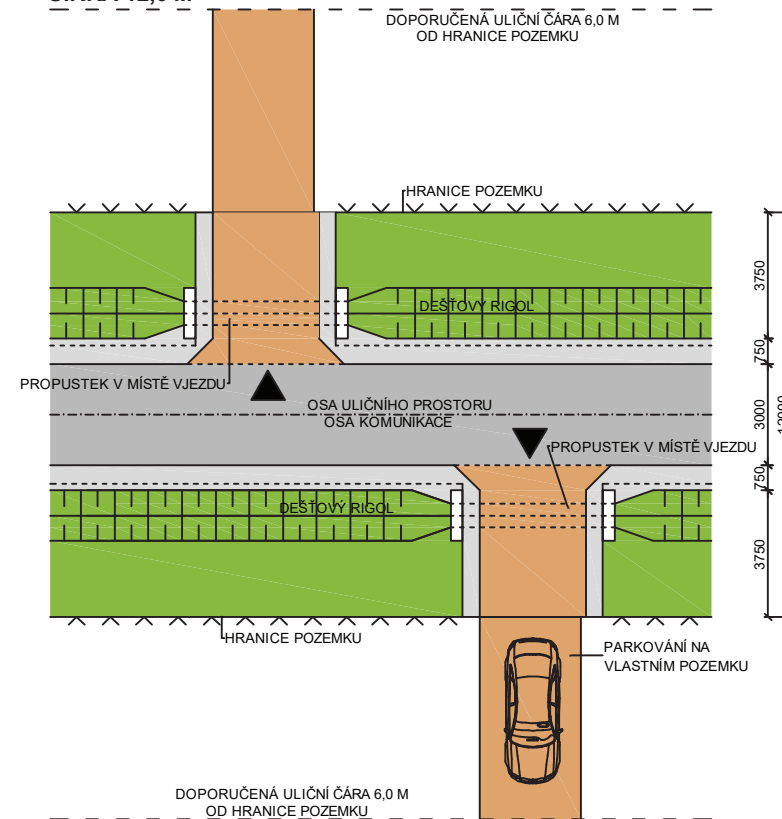 DOPORUČENÁ ULIČNÍ ČÁRA 6,0 M
OD HRANICE POZEMKU
HRANICE POZEMKU
3750
DEŠŤOVÝ RIGOL
750
PROPUSTEK V MÍSTĚ VJEZDU
OSA ULIČNÍHO PROSTORU
OSA KOMUNIKACE
3000
PROPUSTEK V MÍSTĚ VJEZDU
750
DEŠŤOVÝ RIGOL
3750
HRANICE POZEMKU
PARKOVÁNÍ NA
VLASTNÍM POZEMKU
DOPORUČENÁ ULIČNÍ ČÁRA 6,0 M
OD HRANICE POZEMKU